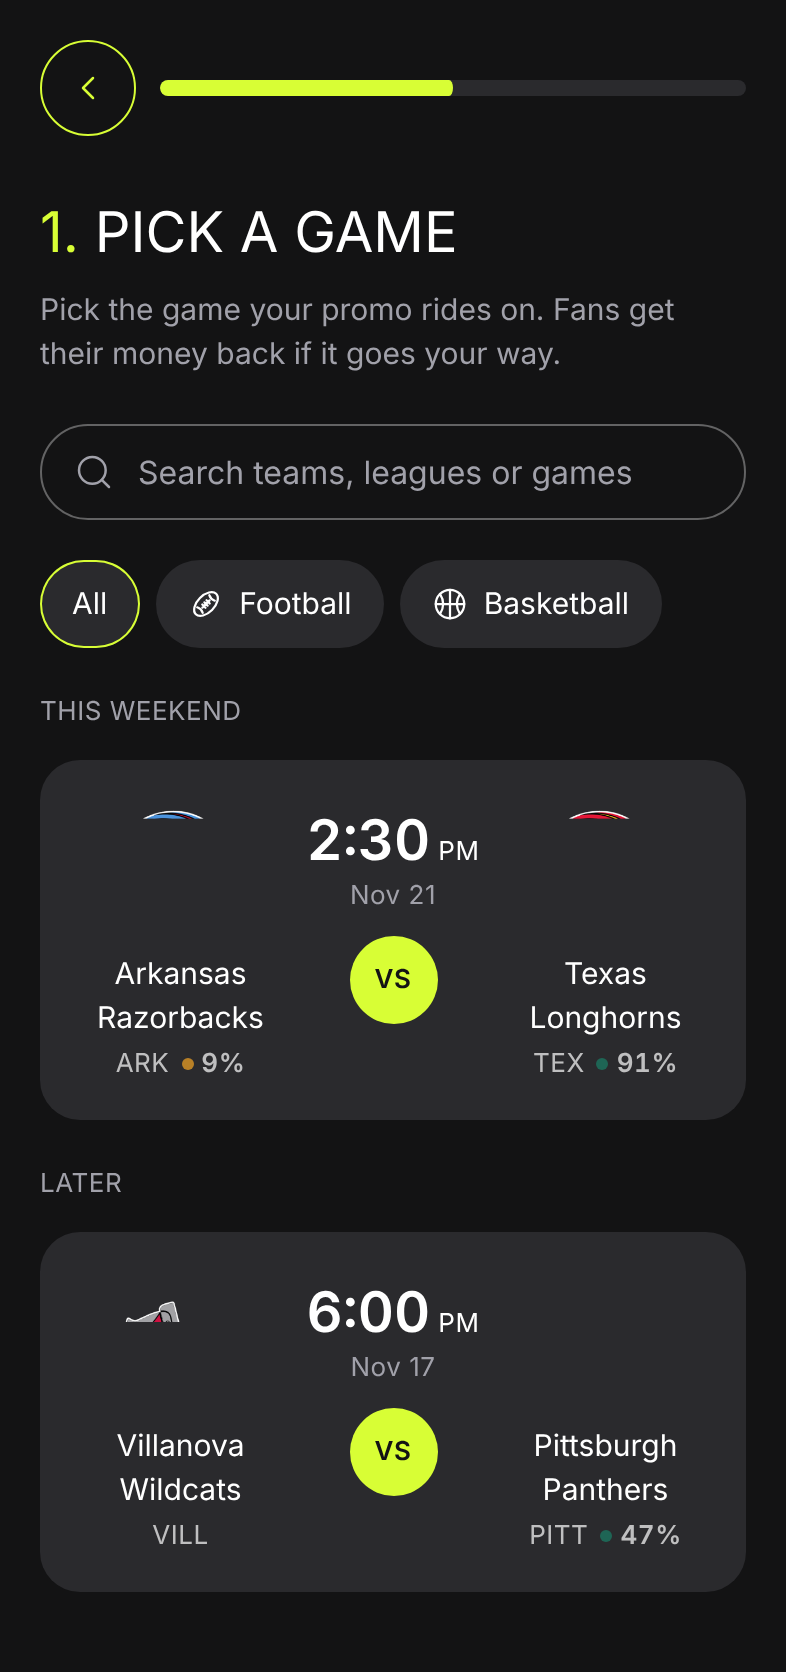 1. PICK A GAME
Pick the game your promo rides on. Fans get
their money back if it goes your way.
Search teams, leagues or games
All
Football
Basketball
THIS WEEKEND
2:30 PM
Nov 21
Arkansas
Razorbacks
ARK 9%
VS
Texas
Longhorns
TEX 91%
LATER
6:00 PM
Nov 17
Villanova
Wildcats
VILL
VS
Pittsburgh
Panthers
PITT 47%